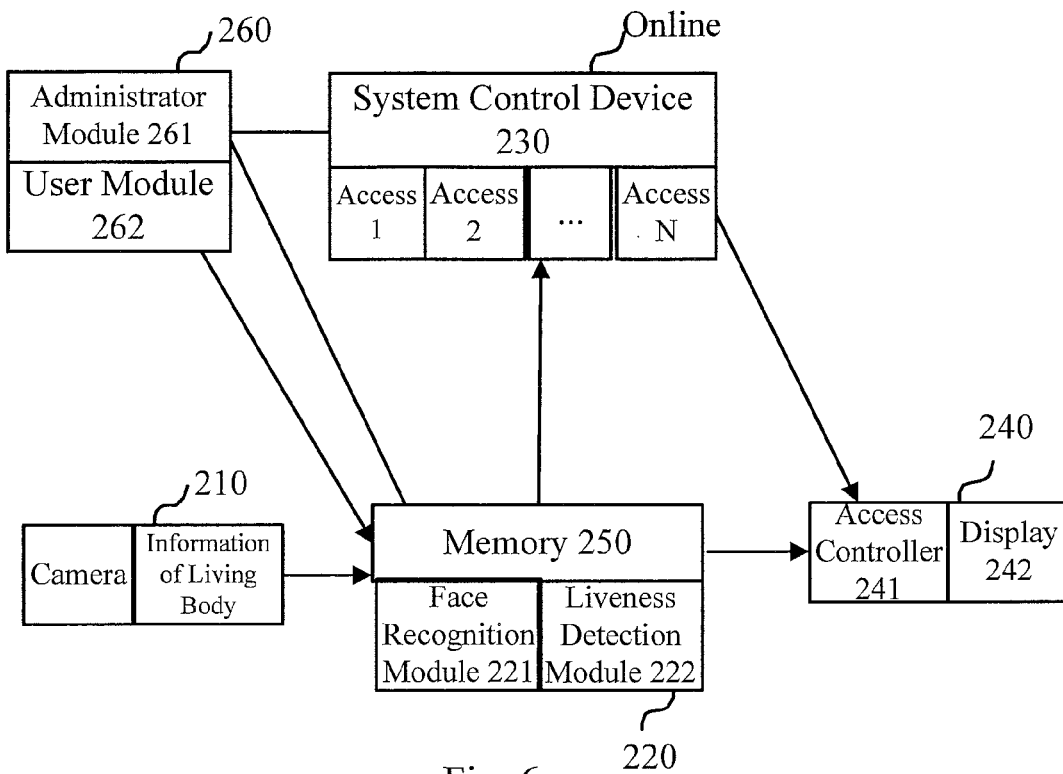 260
Online
Administrator
Module 261
User Module
262
System Control Device
230
Access
1
Access
2
...
Access
N
210
Camera
Information
of Living
Body
Memory 250
Face
Recognition
Module 221
Liveness
Detection
Module 222
220
240
Access
Controller
241
Display
242
Fig. 6